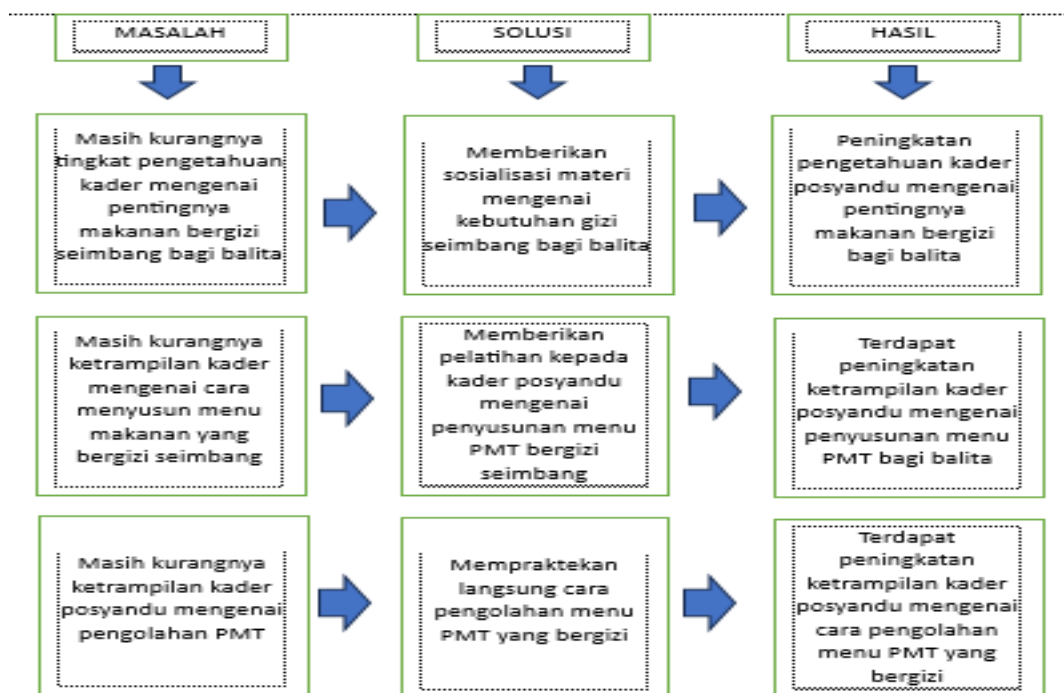 MASALAH
SOLUSI
HASIL
Masih kurangnya
tingkat pengetahuan
kader mengenai
pentingnya
makanan bergizi
seimbang bagi balita
Memberikan
sosialisasi materi
mengenai
kebutuhan gizi
seimbang bagi balita
Peningkatan
pengetahuan kader
posyandu mengenai
pentingnya
makanan bergizi
bagi balita
Masih kurangnya
ketrampilan kader
mengenai cara
menyusun menu
makanan yang
bergizi seimbang
Memberikan
pelatihan kepada
kader posyandu
mengenai
penyusunan menu
PMT bergizi
seimbang
Terdapat
peningkatan
ketrampilan kader
posyandu mengenai
penyusunan menu
PMT bagi balita
Masih kurangnya
ketrampilan kader
posyandu mengenai
pengolahan PMT
Mempraktekan
langsung cara
pengolahan menu
PMT yang bergizi
Terdapat
peningkatan
ketrampilan kader
posyandu mengenai
cara pengolahan
menu PMT yang
bergizi